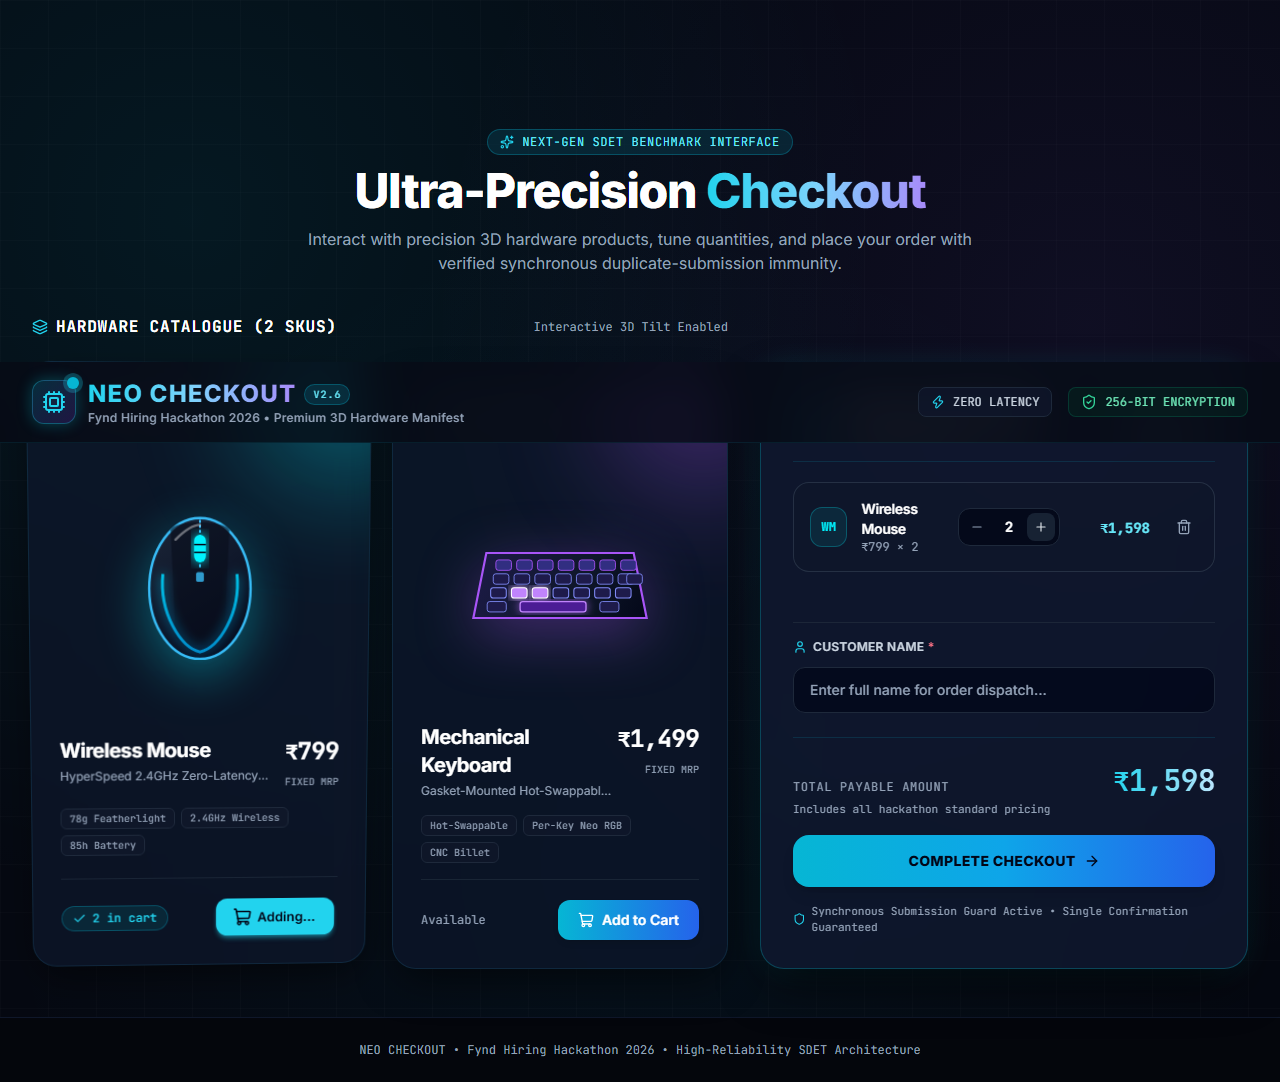 NEXT-GEN SDET BENCHMARK INTERFACE
Ultra-Precision Checkout
Interact with precision 3D hardware products, tune quantities, and place your order with
verified synchronous duplicate-submission immunity.
HARDWARE CATALOGUE (2 SKUS)
Interactive 3D Tilt Enabled
NEO CHECKOUT V2.6
Fynd Hiring Hackathon 2026 • Premium 3D Hardware Manifest
ZERO LATENCY
256-BIT ENCRYPTION
Wireless Mouse
₹799
HyperSpeed 2.4GHz Zero-Latency...
FIXED MRP
78g Featherlight
2.4GHz Wireless
85h Battery
2 in cart
Adding...
Mechanical
Keyboard
₹1,499
FIXED MRP
Gasket-Mounted Hot-Swappabl...
Hot-Swappable
Per-Key Neo RGB
CNC Billet
Available
Add to Cart
WM
Wireless
Mouse
₹799 × 2
− 2 +
₹1,598
CUSTOMER NAME *
Enter full name for order dispatch...
TOTAL PAYABLE AMOUNT
Includes all hackathon standard pricing
₹1,598
COMPLETE CHECKOUT →
Synchronous Submission Guard Active • Single Confirmation
Guaranteed
NEO CHECKOUT • Fynd Hiring Hackathon 2026 • High-Reliability SDET Architecture